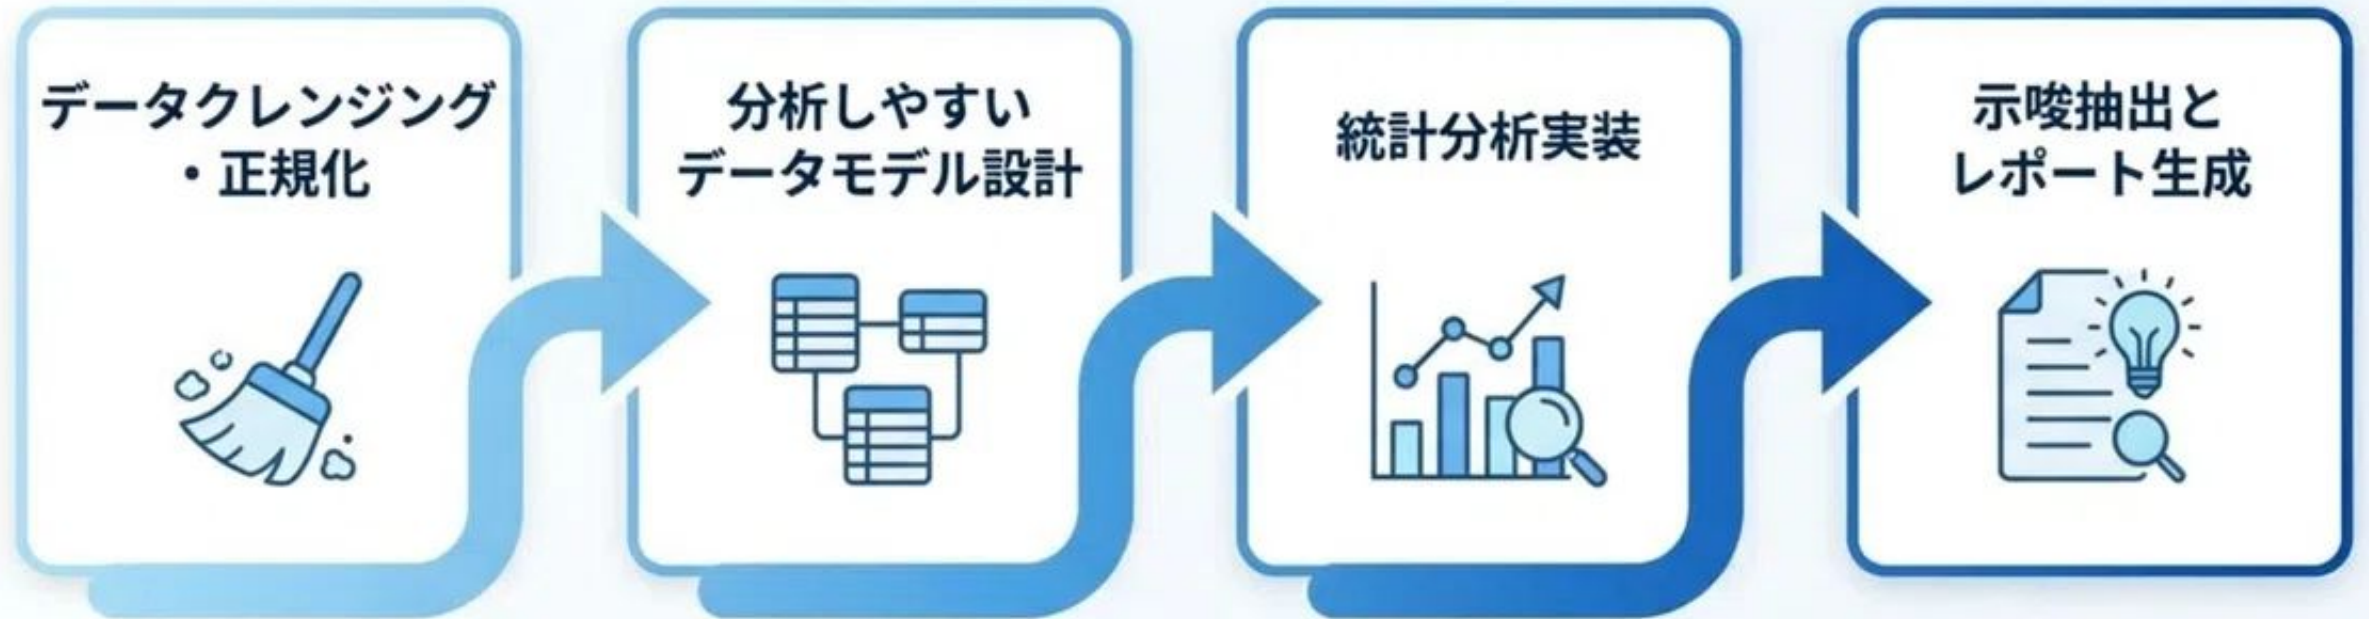 データクレンジング
・正規化
分析しやすい
データモデル設計
統計分析実装
示唆抽出と
レポート生成